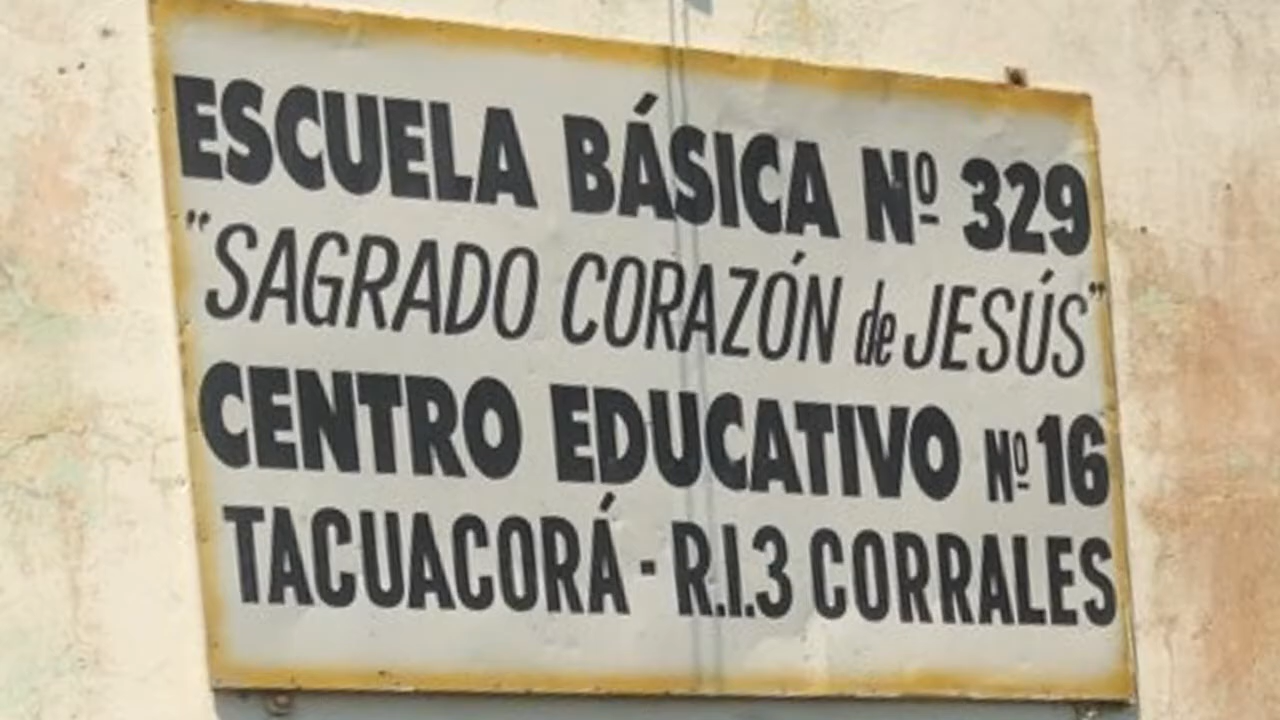 ESCUELA BÁSICA Nº 329
"SAGRADO CORAZÓN de JESÚS"
CENTRO EDUCATIVO Nº 16
TACUACORÁ - R.I.3 CORRALES